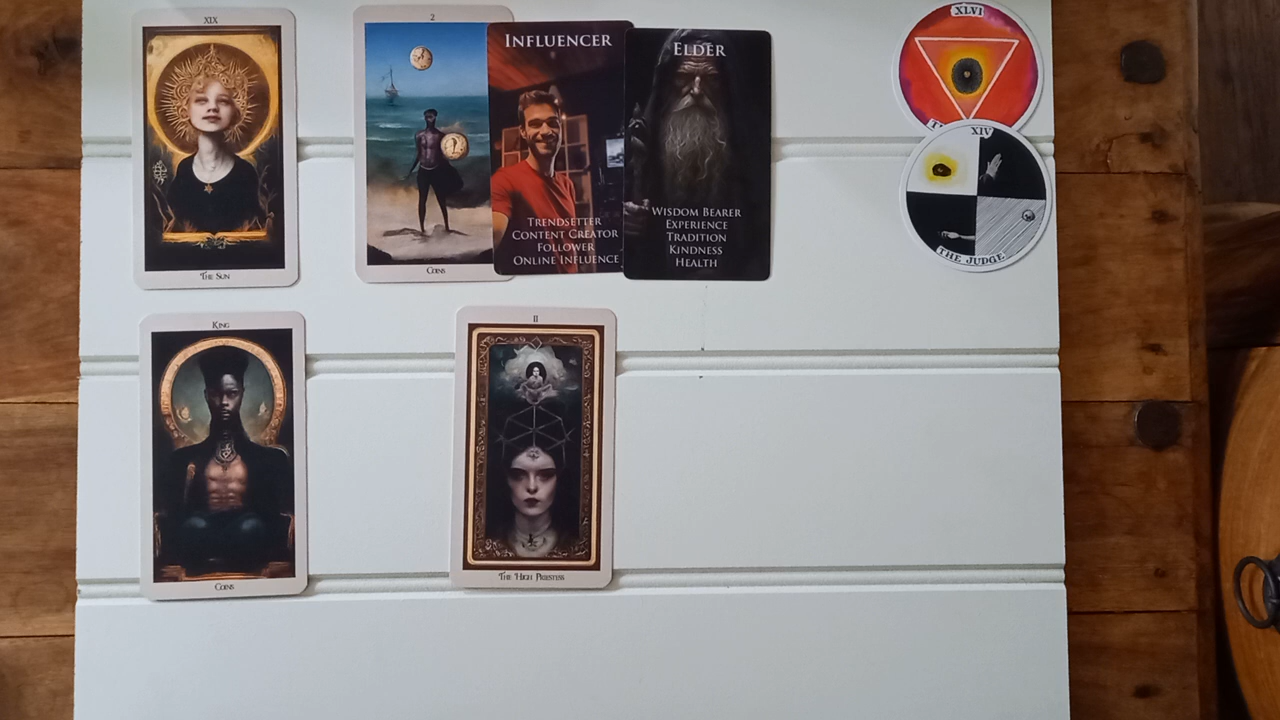 XIX
THE SUN
2
COINS
INFLUENCER
TRENDSETTER
CONTENT CREATOR
FOLLOWER
ONLINE INFLUENCE
ELDER
WISDOM BEARER
EXPERIENCE
TRADITION
KINDNESS
HEALTH
XLVI
XIV
THE JUDGE
KING
COINS
II
THE HIGH PRIESTESS